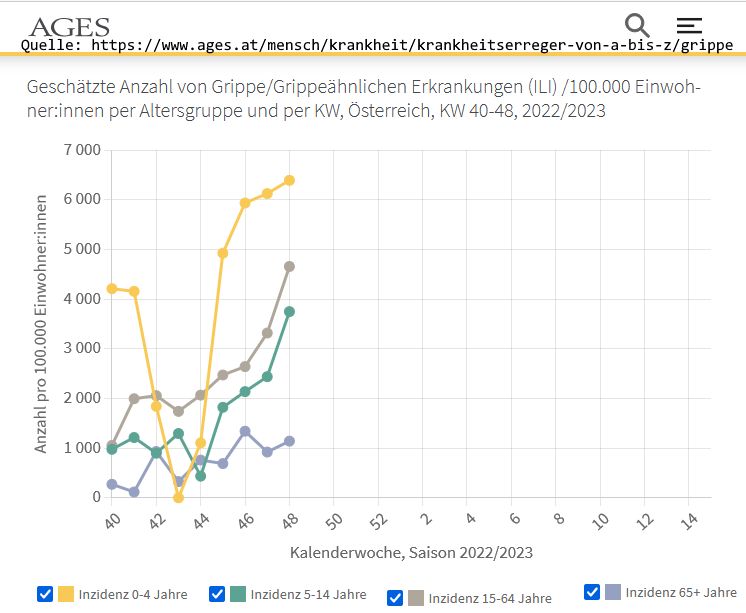 AGES
Quelle: https://www.ages.at/mensch/krankheit/krankheitserreger-von-a-bis-z/grippe
Geschätzte Anzahl von Grippe/Grippeähnlichen Erkrankungen (ILI) /100.000 Einwoh-
ner:innen per Altersgruppe und per KW, Österreich, KW 40-48, 2022/2023
Anzahl pro 100.000 Einwohner:innen
7 000
6 000
5 000
4 000
3 000
2 000
1 000
0
40 42 44 46 48 50 52 2 4 6 8 10 12 14
Kalenderwoche, Saison 2022/2023
Inzidenz 0-4 Jahre Inzidenz 5-14 Jahre Inzidenz 15-64 Jahre Inzidenz 65+ Jahre